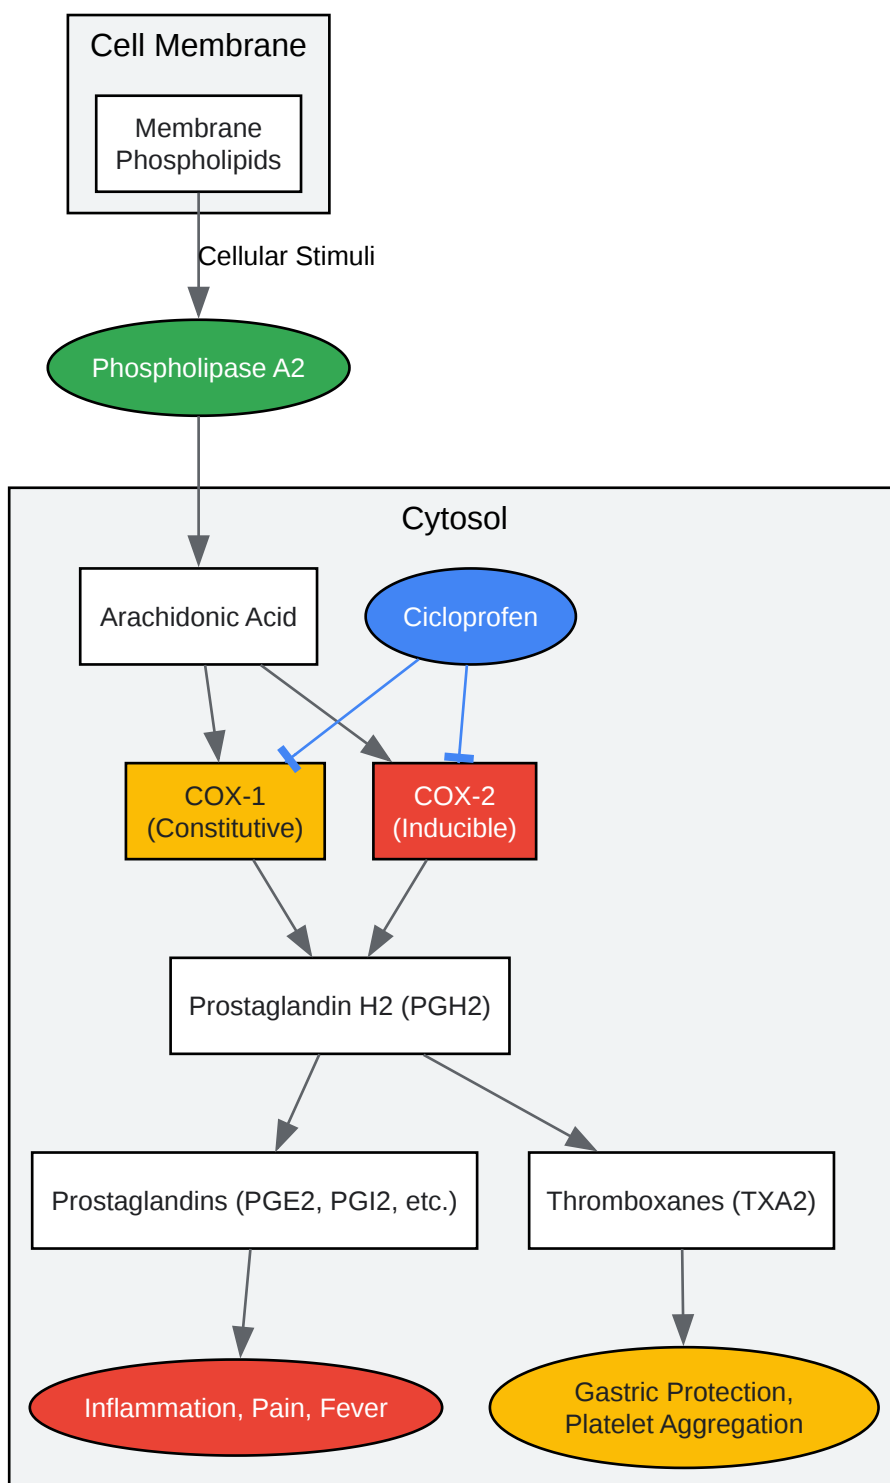 Cell Membrane
Membrane
Phospholipids
Cellular Stimuli
Phospholipase A2
Cytosol
Arachidonic Acid
Cicloprofen
COX-1
(Constitutive)
COX-2
(Inducible)
Prostaglandin H2 (PGH2)
Prostaglandins (PGE2, PGI2, etc.)
Thromboxanes (TXA2)
Inflammation, Pain, Fever
Gastric Protection,
Platelet Aggregation